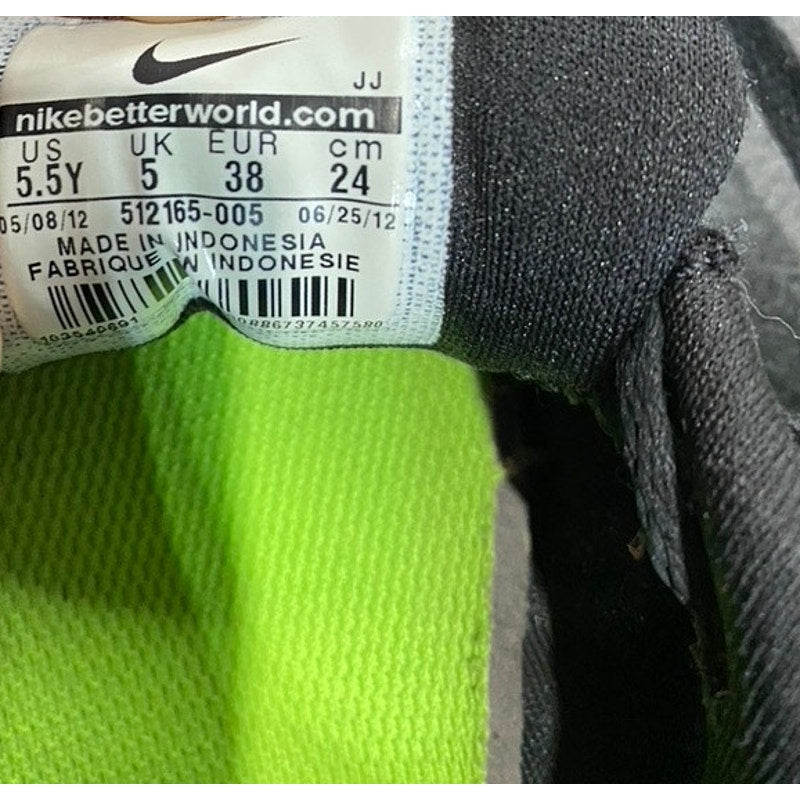 JJ
nikebetterworld.com
US UK EUR cm
5.5Y 5 38 24
05/08/12 512165-005 06/25/12
MADE IN INDONESIA
FABRIQUE INDONESIE